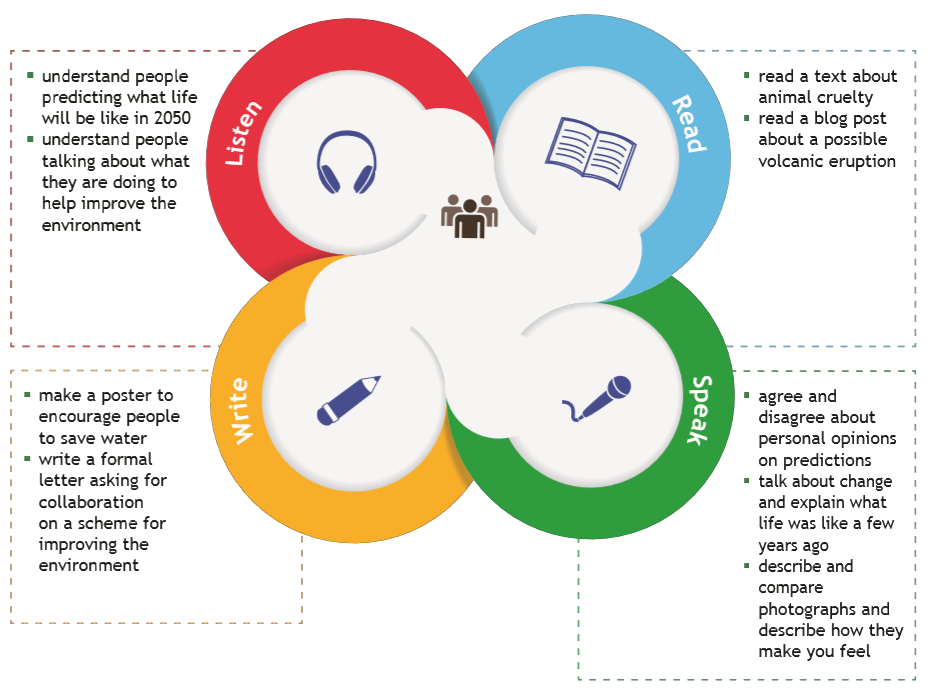 Listen
▪ understand people
predicting what life
will be like in 2050
▪ understand people
talking about what
they are doing to
help improve the
environment
Read
▪ read a text about
animal cruelty
▪ read a blog post
about a possible
volcanic eruption
Write
▪ make a poster to
encourage people
to save water
▪ write a formal
letter asking for
collaboration
on a scheme for
improving the
environment
Speak
▪ agree and
disagree about
personal opinions
on predictions
▪ talk about change
and explain what
life was like a few
years ago
▪ describe and
compare
photographs and
describe how they
make you feel